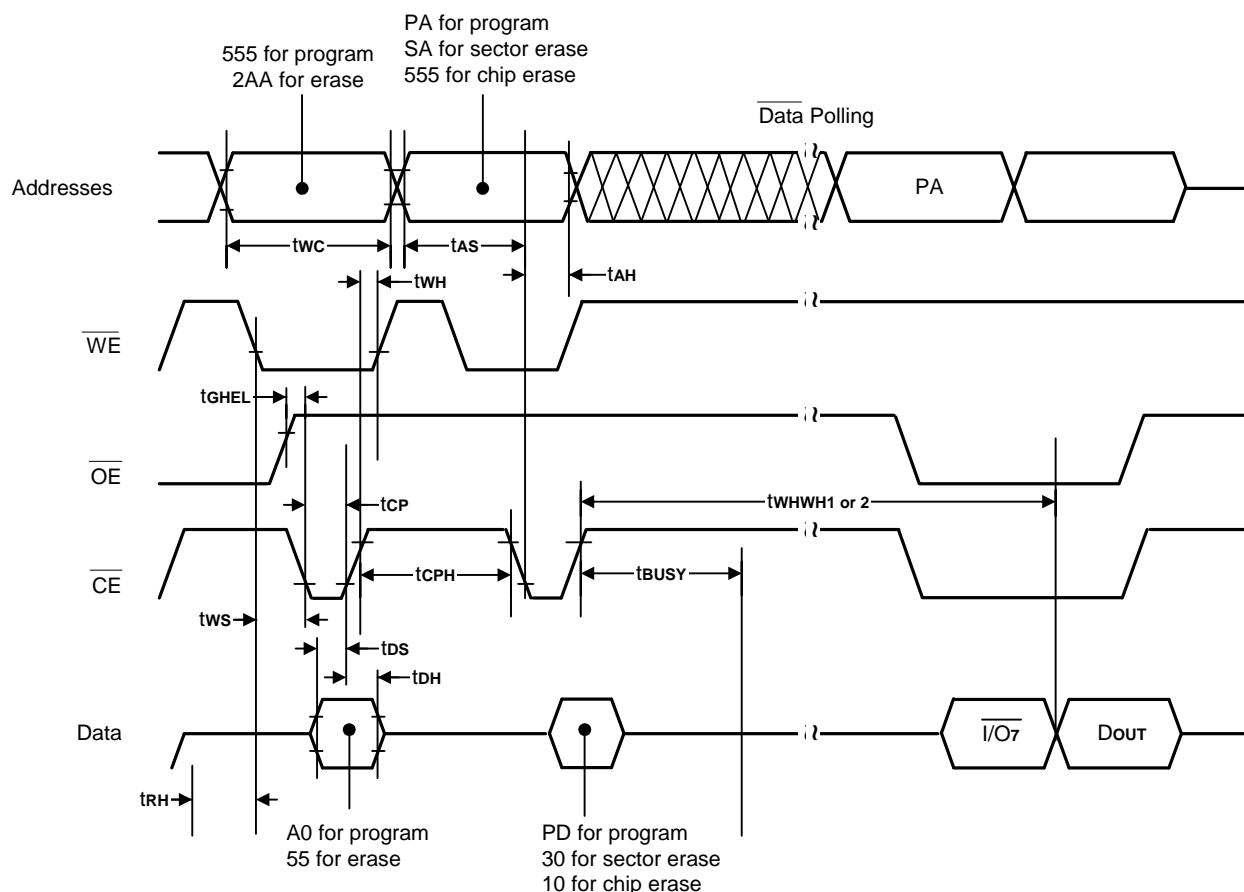 PA for program
SA for sector erase
555 for chip erase
555 for program
2AA for erase
Data Polling
Addresses
PA
tWC
tAS
tWH
tAH
WE
tGHEL
OE
tCP
tWHWH1 or 2
CE
tCPH
tBUSY
tWS
tDS
tDH
Data
I/O7
DOUT
tRH
A0 for program
55 for erase
PD for program
30 for sector erase
10 for chip erase